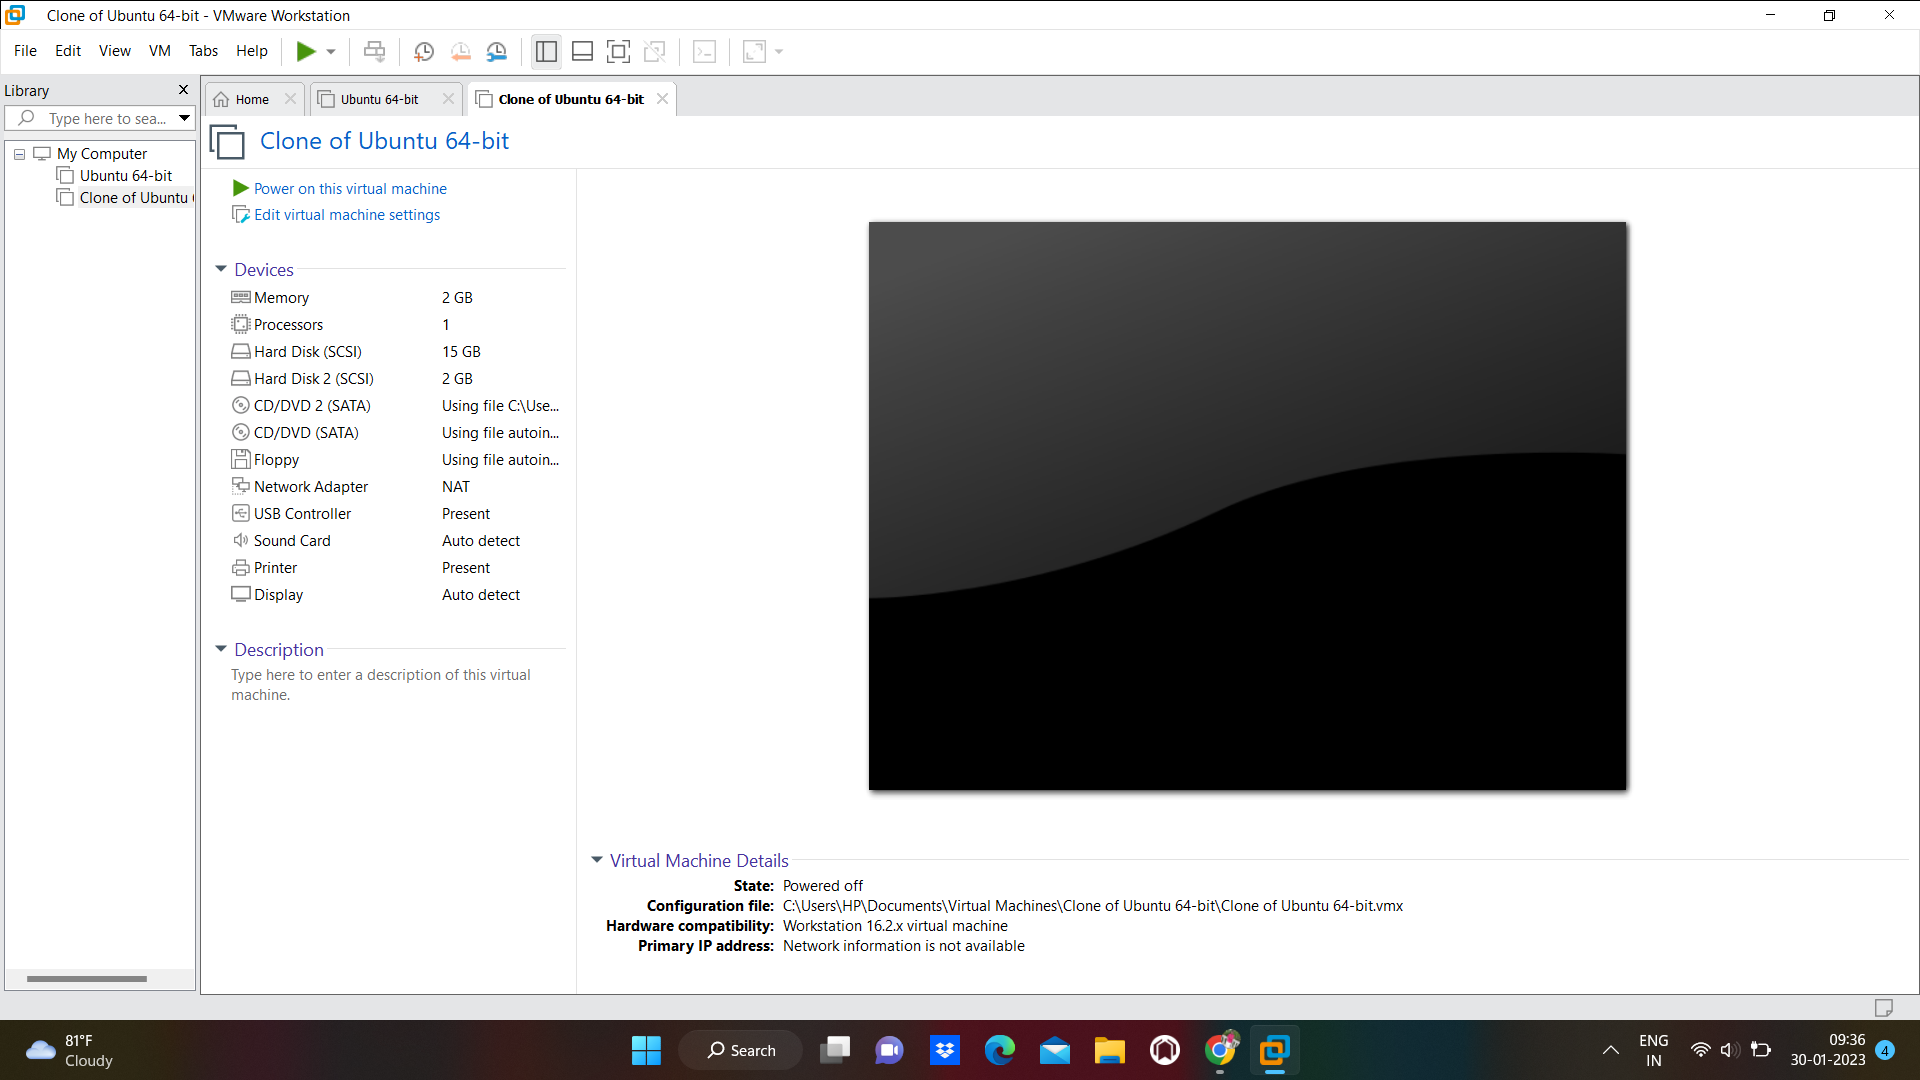 Clone of Ubuntu 64-bit - VMware Workstation
File Edit View VM Tabs Help
Library
Type here to sea...
My Computer
Ubuntu 64-bit
Clone of Ubuntu
Home
Ubuntu 64-bit
Clone of Ubuntu 64-bit
Clone of Ubuntu 64-bit
Power on this virtual machine
Edit virtual machine settings
Devices
Memory 2 GB
Processors 1
Hard Disk (SCSI) 15 GB
Hard Disk 2 (SCSI) 2 GB
CD/DVD 2 (SATA) Using file C:\Use...
CD/DVD (SATA) Using file autoin...
Floppy Using file autoin...
Network Adapter NAT
USB Controller Present
Sound Card Auto detect
Printer Present
Display Auto detect
Description
Type here to enter a description of this virtual
machine.
Virtual Machine Details
State: Powered off
Configuration file: C:\Users\HP\Documents\Virtual Machines\Clone of Ubuntu 64-bit\Clone of Ubuntu 64-bit.vmx
Hardware compatibility: Workstation 16.2.x virtual machine
Primary IP address: Network information is not available
81°F
Cloudy
Search
ENG
IN
09:36
30-01-2023
4